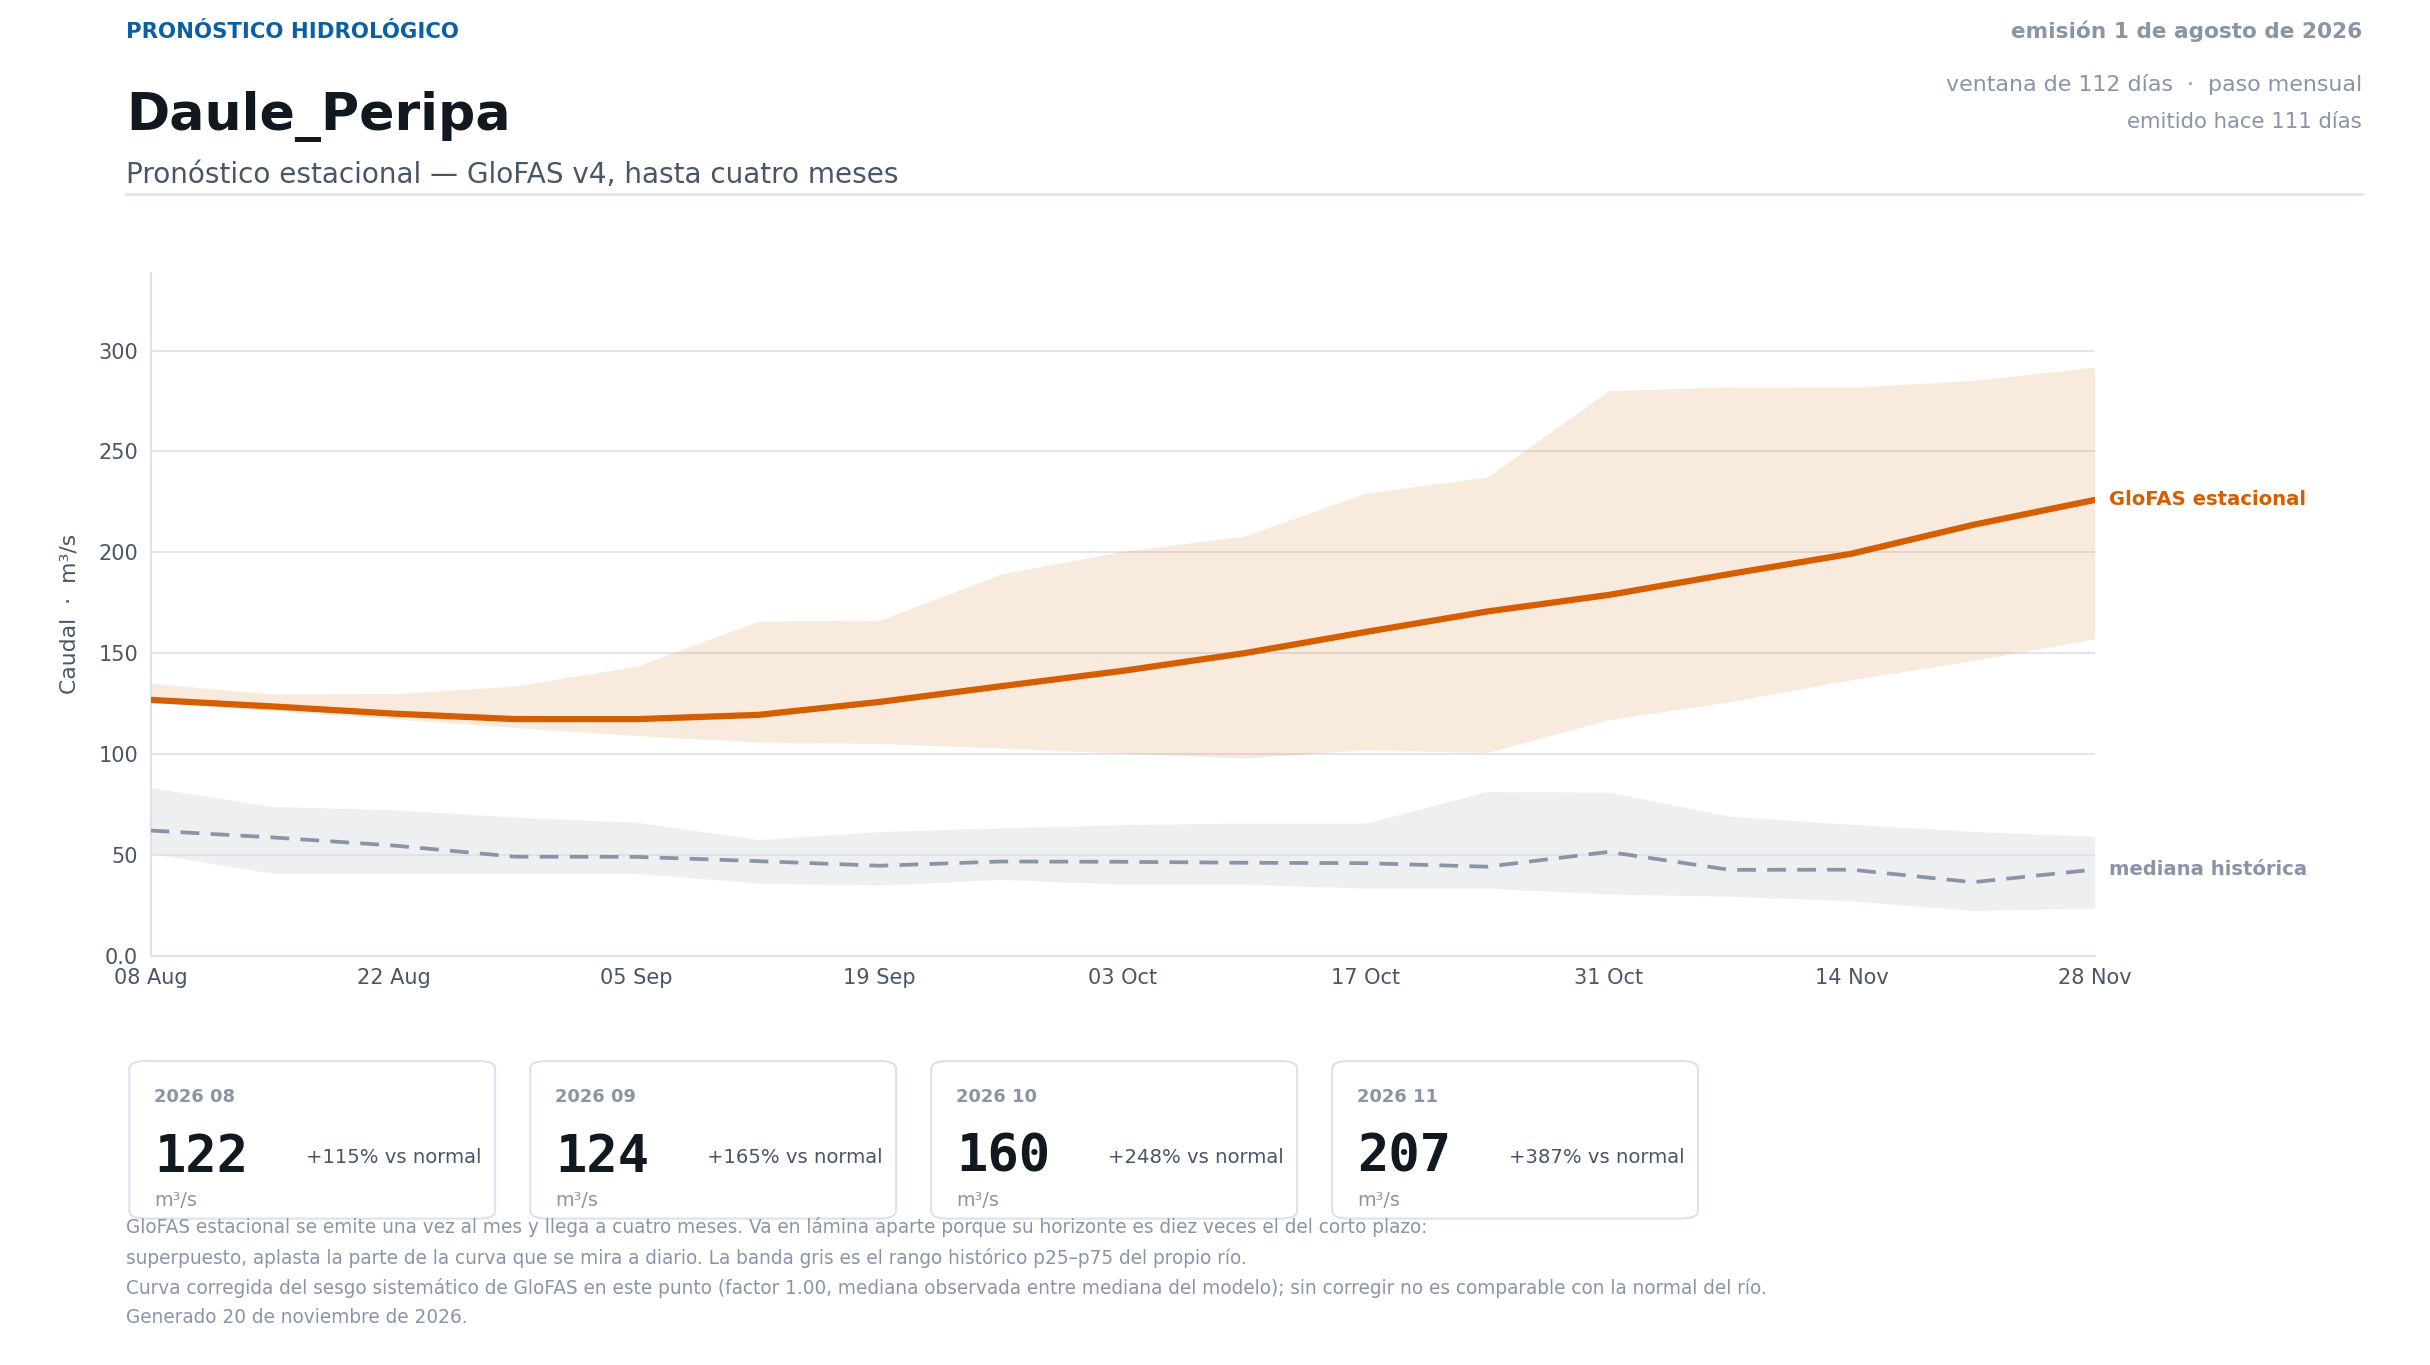 PRONÓSTICO HIDROLÓGICO
emisión 1 de agosto de 2026
Daule_Peripa
ventana de 112 días · paso mensual
emitido hace 111 días
Pronóstico estacional — GloFAS v4, hasta cuatro meses
Caudal · m³/s
300
250
200
150
100
50
0.0
GloFAS estacional
mediana histórica
08 Aug
22 Aug
05 Sep
19 Sep
03 Oct
17 Oct
31 Oct
14 Nov
28 Nov
2026 08
122
+115% vs normal
m³/s
2026 09
124
+165% vs normal
m³/s
2026 10
160
+248% vs normal
m³/s
2026 11
207
+387% vs normal
m³/s
GloFAS estacional se emite una vez al mes y llega a cuatro meses. Va en lámina aparte porque su horizonte es diez veces el del corto plazo:
superpuesto, aplasta la parte de la curva que se mira a diario. La banda gris es el rango histórico p25–p75 del propio río.
Curva corregida del sesgo sistemático de GloFAS en este punto (factor 1.00, mediana observada entre mediana del modelo); sin corregir no es comparable con la normal del río.
Generado 20 de noviembre de 2026.